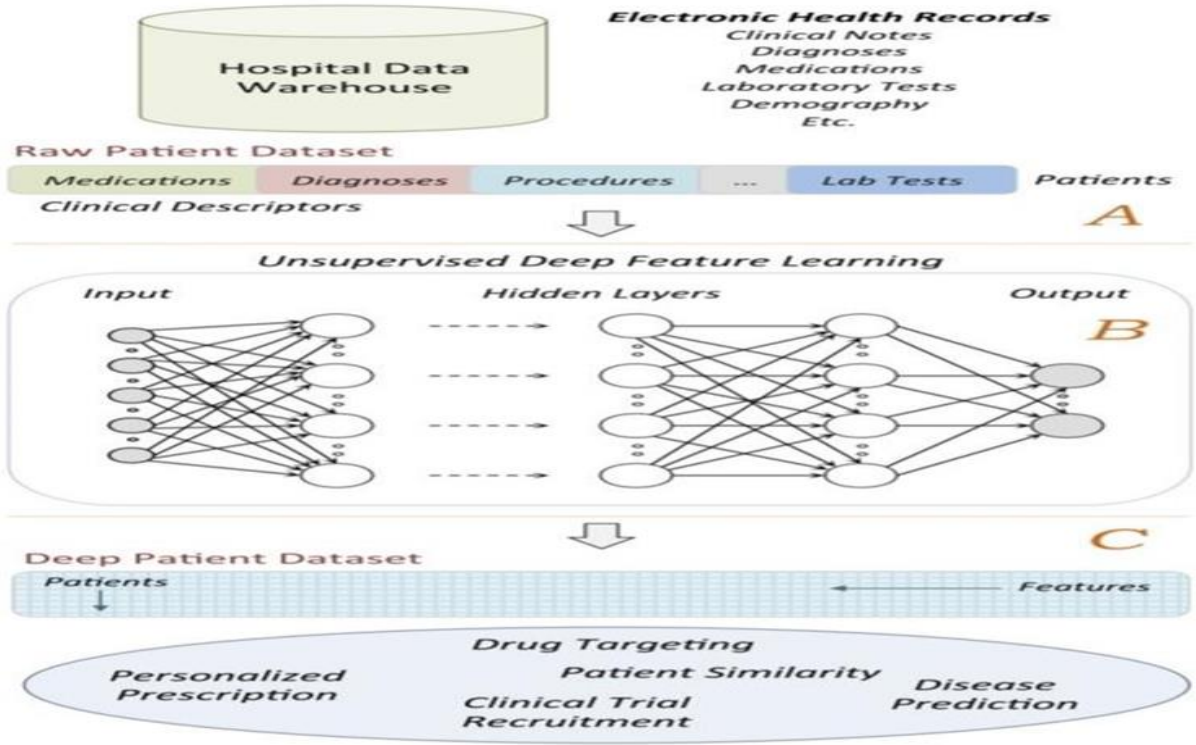 Hospital Data
Warehouse
Electronic Health Records
Clinical Notes
Diagnoses
Medications
Laboratory Tests
Demography
Etc.
Raw Patient Dataset
Medications Diagnoses Procedures ... Lab Tests Patients
Clinical Descriptors
A
Unsupervised Deep Feature Learning
Input Hidden Layers Output
B
C
Deep Patient Dataset
Patients Features
Drug Targeting
Personalized
Prescription
Patient Similarity
Clinical Trial
Recruitment
Disease
Prediction